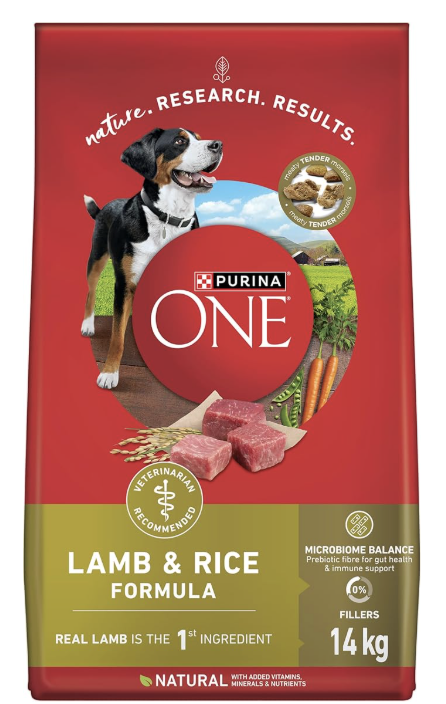 nature. RESEARCH. RESULTS.
meaty TENDER morsels
meaty TENDER morsels
PURINA
ONE®
VETERINARIAN
RECOMMENDED
LAMB & RICE
FORMULA
REAL LAMB IS THE 1st INGREDIENT
MICROBIOME BALANCE
Prebiotic fibre for gut health
& immune support
0%
FILLERS
14kg
NATURAL WITH ADDED VITAMINS,
MINERALS & NUTRIENTS